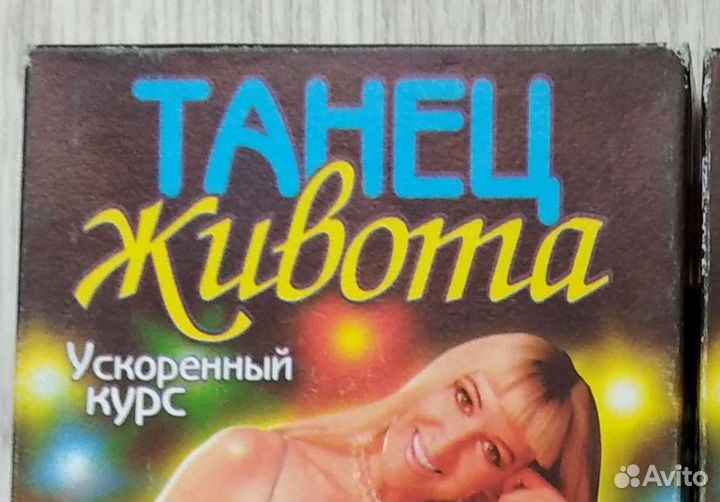 ТАНЕЦ
живота
Ускоренный
курс
Avito